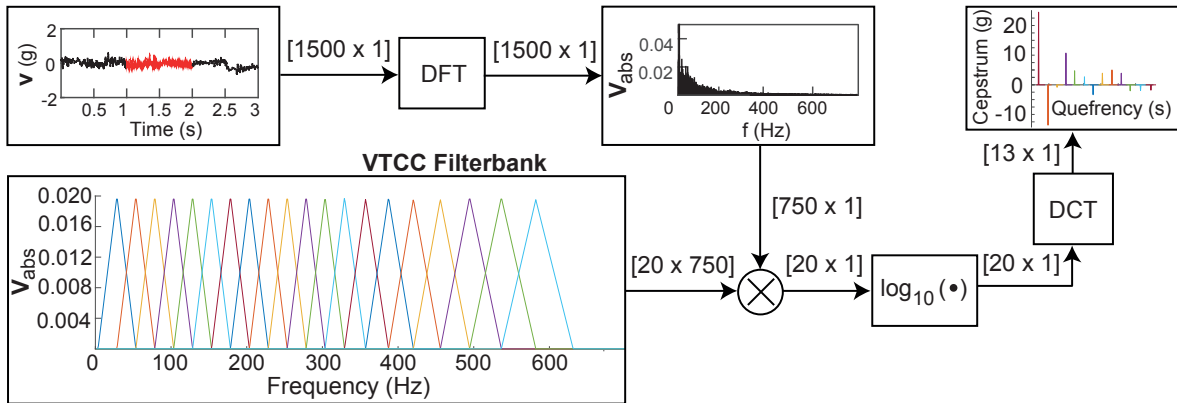 2
0
-2
v (g)
0.5 1 1.5 2 2.5 3
Time (s)
[1500 x 1]
DFT
[1500 x 1]
0.04
0.02
V_abs
200 400 600
f (Hz)
20
10
0
-10
Cepstrum (g)
Quefrency (s)
[13 x 1]
DCT
[20 x 1]
[750 x 1]
VTCC Filterbank
0.020
0.016
0.012
0.008
0.004
V_abs
0 100 200 300 400 500 600
Frequency (Hz)
[20 x 750]
[20 x 1]
log₁₀(•)